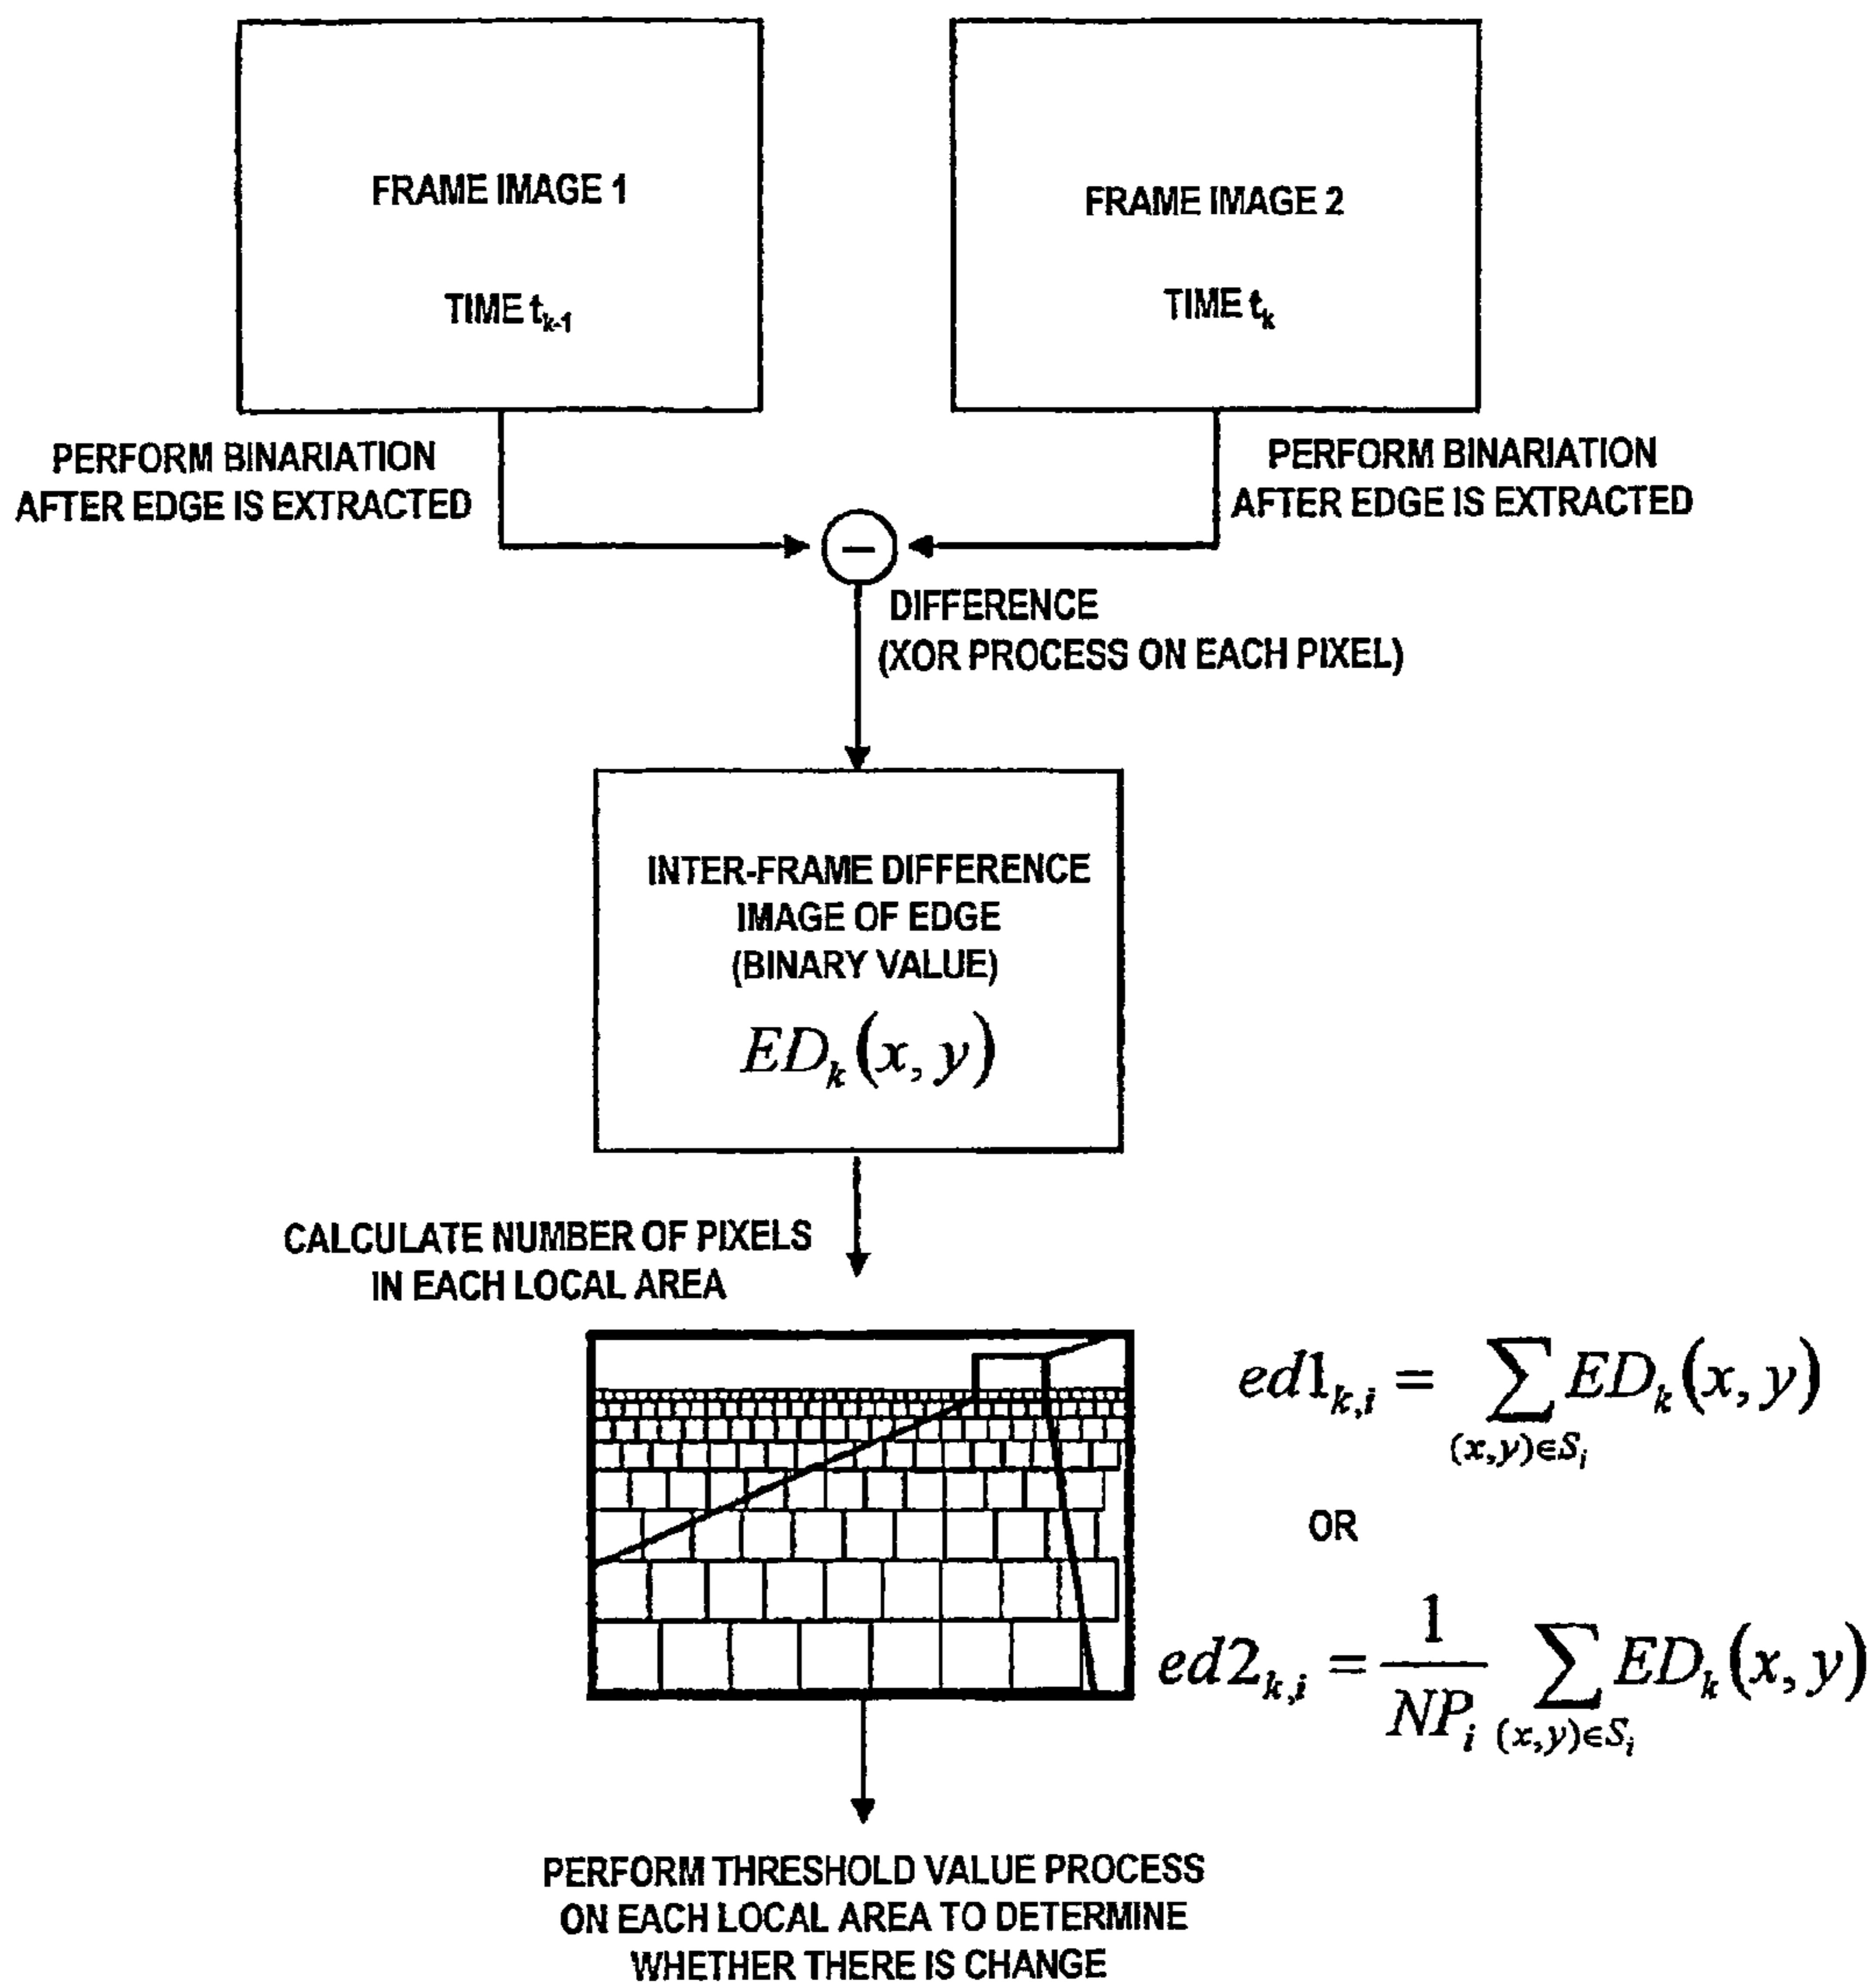 FRAME IMAGE 1
TIME t_{k-1}
FRAME IMAGE 2
TIME t_k
PERFORM BINARIATION
AFTER EDGE IS EXTRACTED
PERFORM BINARIATION
AFTER EDGE IS EXTRACTED
−
DIFFERENCE
(XOR PROCESS ON EACH PIXEL)
INTER-FRAME DIFFERENCE
IMAGE OF EDGE
(BINARY VALUE)
ED_k(x, y)
CALCULATE NUMBER OF PIXELS
IN EACH LOCAL AREA
ed1_{k,i} = ∑_{(x,y)∈S_i} ED_k(x, y)
OR
ed2_{k,i} = \frac{1}{NP_i} ∑_{(x,y)∈S_i} ED_k(x, y)
PERFORM THRESHOLD VALUE PROCESS
ON EACH LOCAL AREA TO DETERMINE
WHETHER THERE IS CHANGE